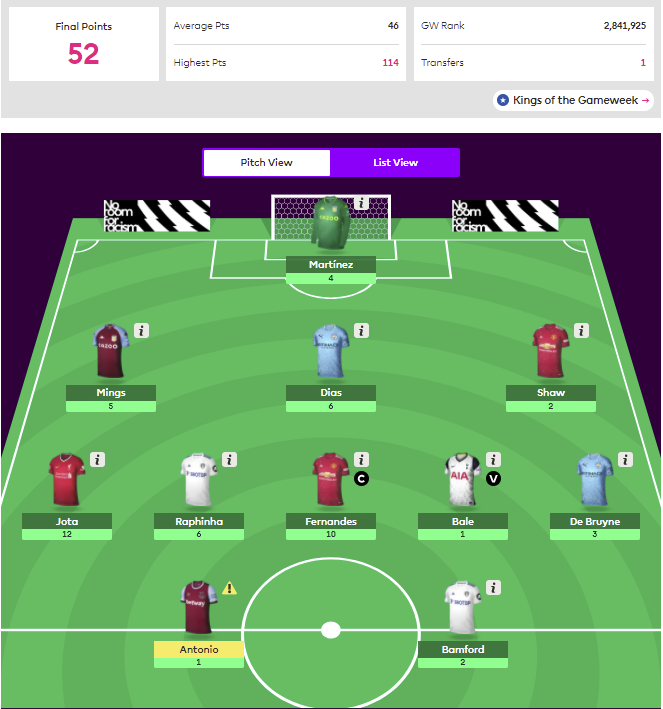 Final Points
52
Average Pts 46
Highest Pts 114
GW Rank 2,841,925
Transfers 1
Kings of the Gameweek →
Pitch View
List View
No room for racism
No room for racism
Martínez
4
i
Mings
5
i
Dias
6
i
Shaw
2
i
Jota
12
i
Raphinha
6
i
Fernandes
10
i
C
Bale
1
i
V
AIA
De Bruyne
3
i
Antonio
1
!
betway
Bamford
2
i